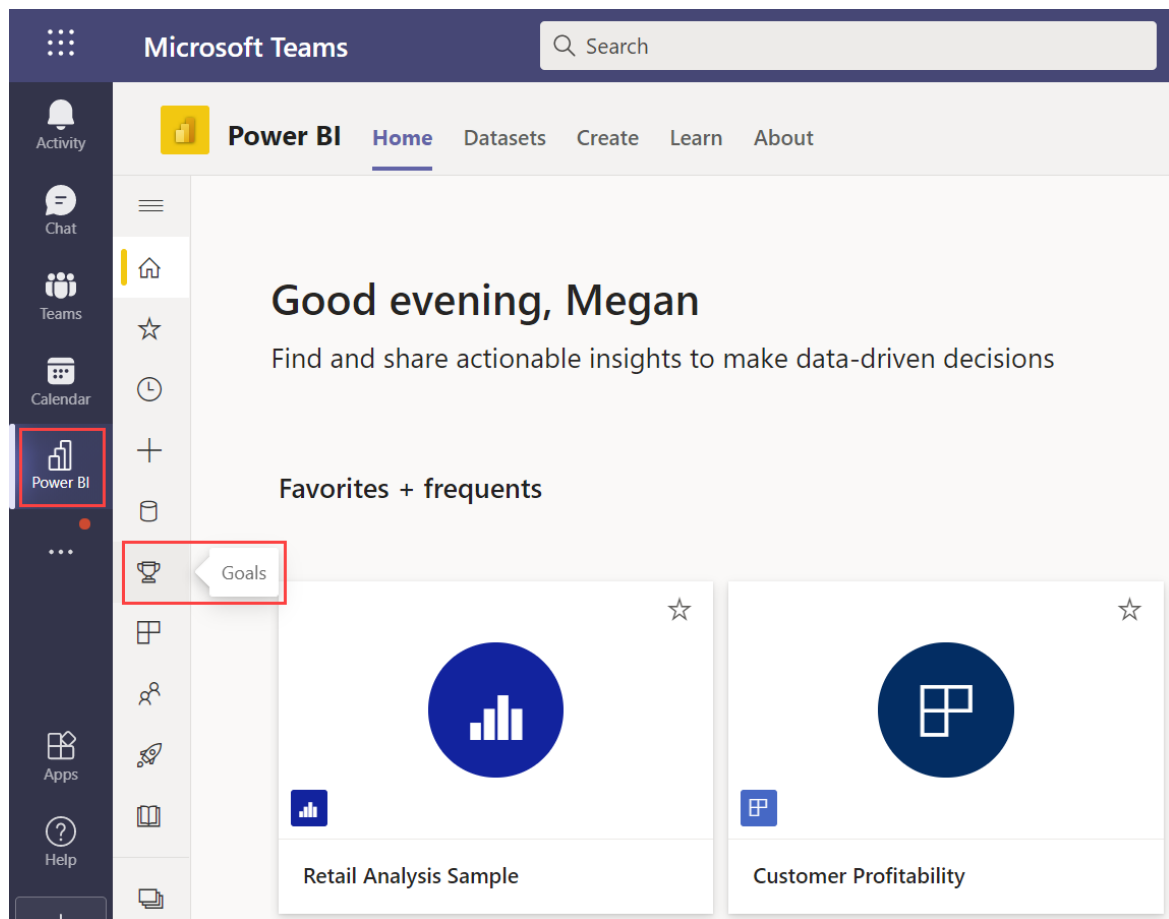 Microsoft Teams
Search
Activity
Chat
Teams
Calendar
Power BI
Apps
Help
Power BI Home Datasets Create Learn About
Good evening, Megan
Find and share actionable insights to make data-driven decisions
Favorites + frequents
Goals
Retail Analysis Sample
Customer Profitability